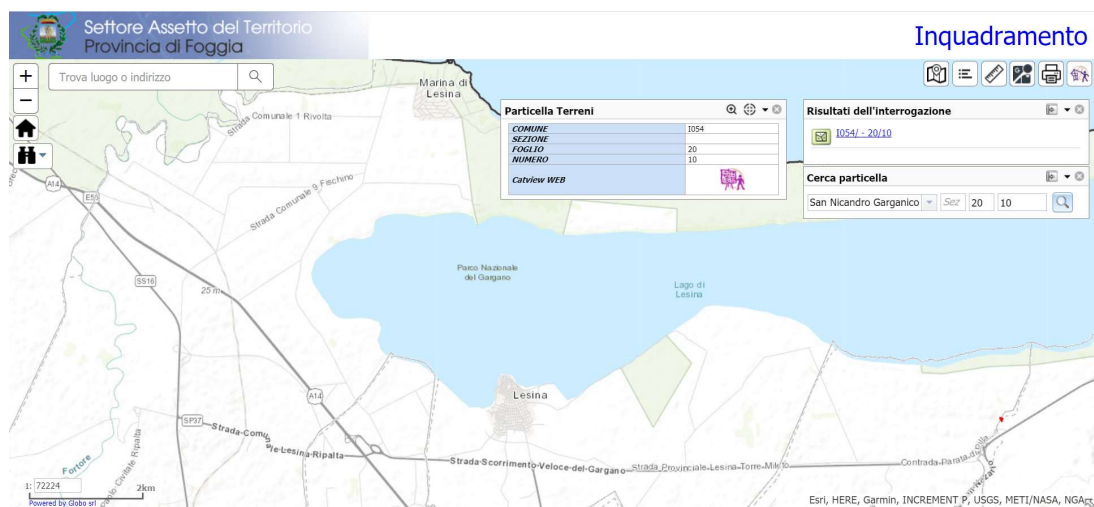 Settore Assetto del Territorio
Provincia di Foggia
Inquadramento
+
Trova luogo o indirizzo
−
Marina di
Lesina
Strada Comunale 1 Rivolta
Strada Comunale 9 Fischino
Particella Terreni
COMUNE I054
SEZIONE
FOGLIO 20
NUMERO 10
Catview WEB
Risultati dell'interrogazione
I054/ - 20/10
Cerca particella
San Nicandro Garganico Sez 20 10
A14
E55
SS16
25 m
Parco Nazionale
del Gargano
Lago di
Lesina
A14
Lesina
SP37
Strada-Comu
re-Lesina-Ripalta
Strada Scorrimento Veloce-del-Gargano
Strada Provinciale-Lesina-Torre-Mileto
Contrada-Parata
Fortore
Civitate Ripalta
1: 72224
2km
Powered by Globo srl
Esri, HERE, Garmin, INCREMENT P, USGS, METI/NASA, NGA